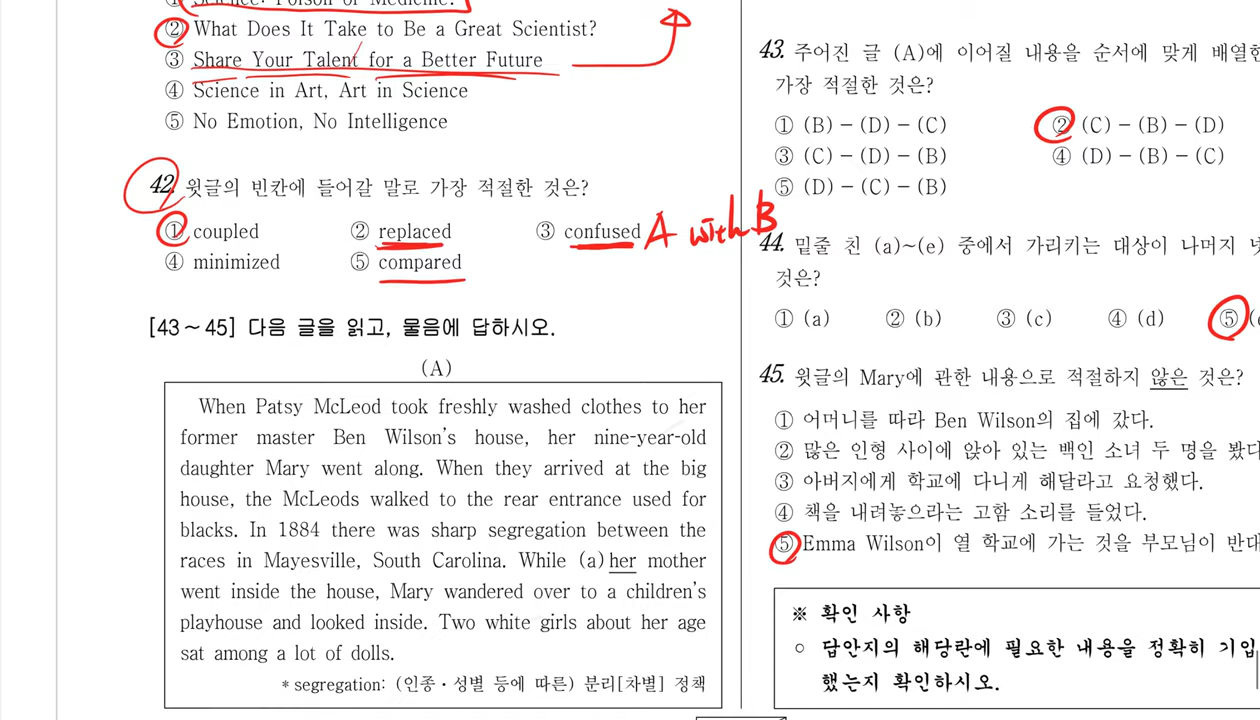 ① Science: Poison or Medicine?
② What Does It Take to Be a Great Scientist?
③ Share Your Talent for a Better Future
④ Science in Art, Art in Science
⑤ No Emotion, No Intelligence
42. 윗글의 빈칸에 들어갈 말로 가장 적절한 것은?
① coupled ② replaced ③ confused A with B
④ minimized ⑤ compared
[43~45] 다음 글을 읽고, 물음에 답하시오.
(A)
When Patsy McLeod took freshly washed clothes to her
former master Ben Wilson's house, her nine-year-old
daughter Mary went along. When they arrived at the big
house, the McLeods walked to the rear entrance used for
blacks. In 1884 there was sharp segregation between the
races in Mayesville, South Carolina. While (a) her mother
went inside the house, Mary wandered over to a children's
playhouse and looked inside. Two white girls about her age
sat among a lot of dolls.
* segregation: (인종·성별 등에 따른) 분리[차별] 정책
43. 주어진 글 (A)에 이어질 내용을 순서에 맞게 배열한
가장 적절한 것은?
① (B) - (D) - (C) ② (C) - (B) - (D)
③ (C) - (D) - (B) ④ (D) - (B) - (C)
⑤ (D) - (C) - (B)
44. 밑줄 친 (a)~(e) 중에서 가리키는 대상이 나머지
것은?
① (a) ② (b) ③ (c) ④ (d) ⑤
45. 윗글의 Mary에 관한 내용으로 적절하지 않은 것은?
① 어머니를 따라 Ben Wilson의 집에 갔다.
② 많은 인형 사이에 앉아 있는 백인 소녀 두 명을 봤다
③ 아버지에게 학교에 다니게 해달라고 요청했다.
④ 책을 내려놓으라는 고함 소리를 들었다.
⑤ Emma Wilson이 열 학교에 가는 것을 부모님이 반대
※ 확인 사항
○ 답안지의 해당란에 필요한 내용을 정확히 기입
했는지 확인하시오.